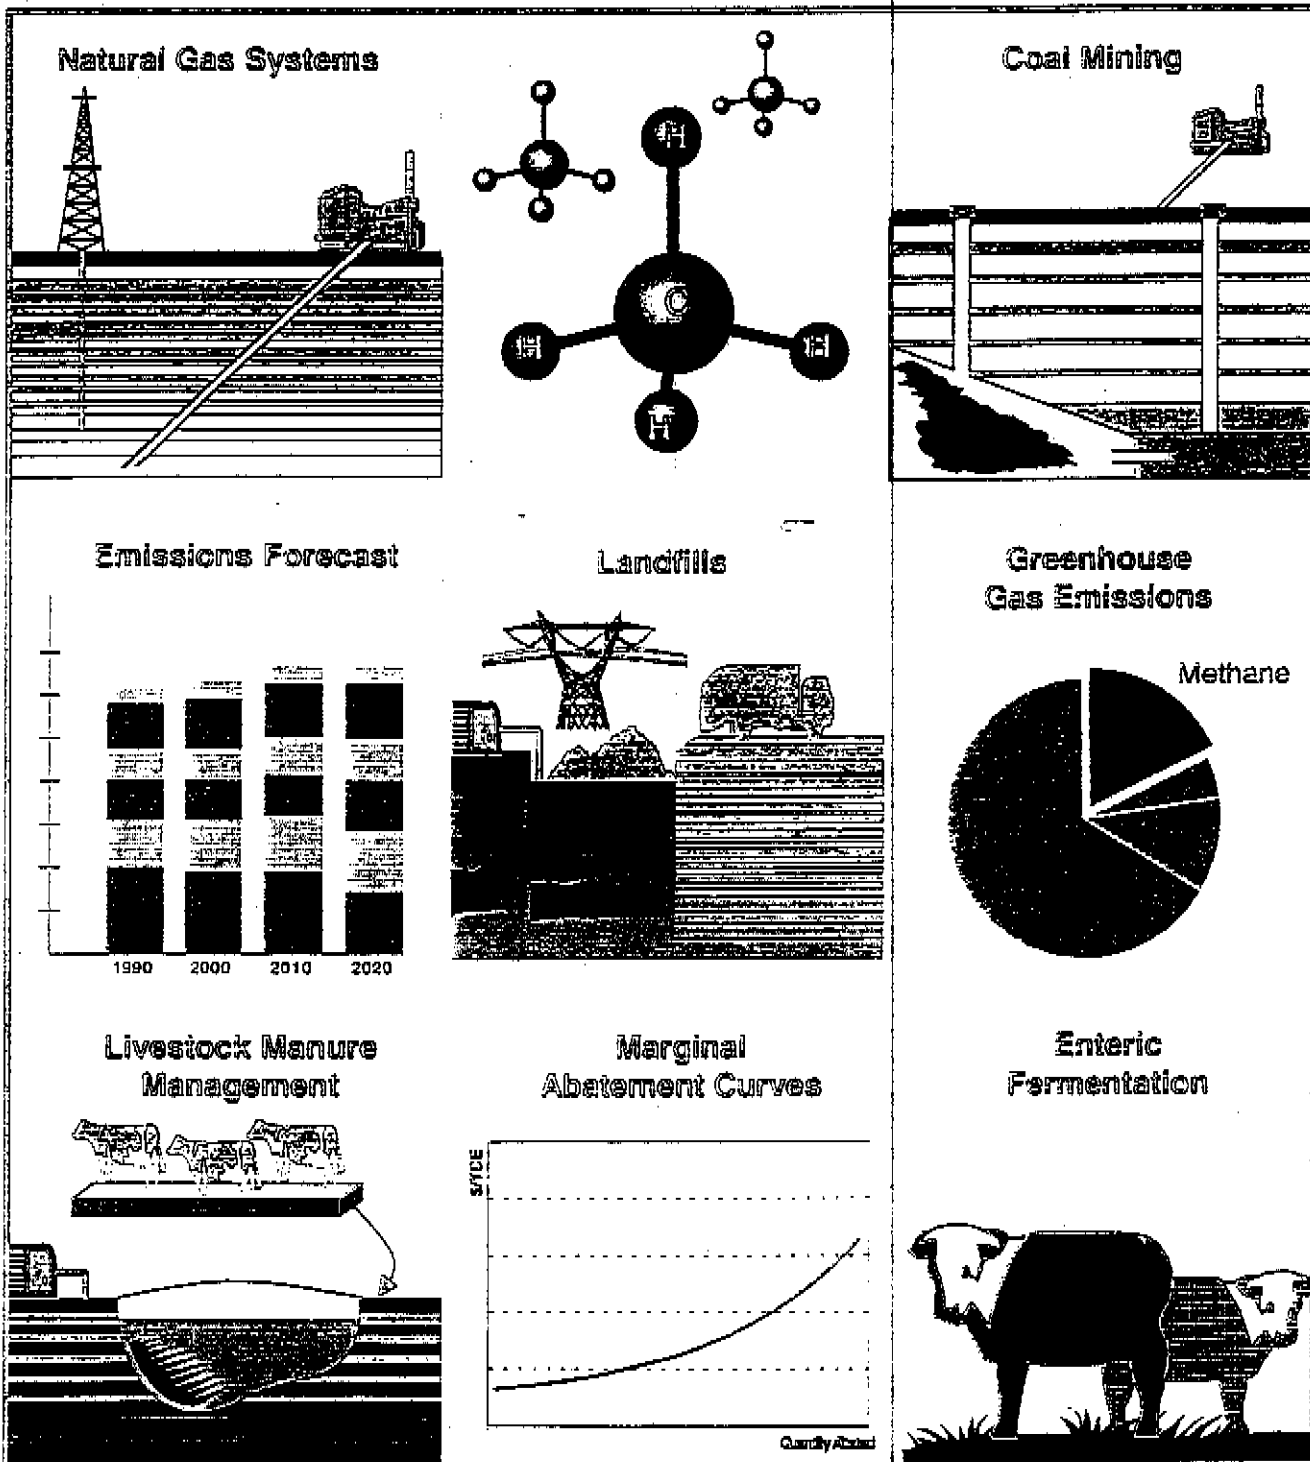 Natural Gas Systems
Coal Mining
H
C
H
H
H
Emissions Forecast
1990
2000
2010
2020
Landfills
Greenhouse
Gas Emissions
Methane
Livestock Manure
Management
Marginal
Abatement Curves
$/TCE
Quantity Abated
Enteric
Fermentation